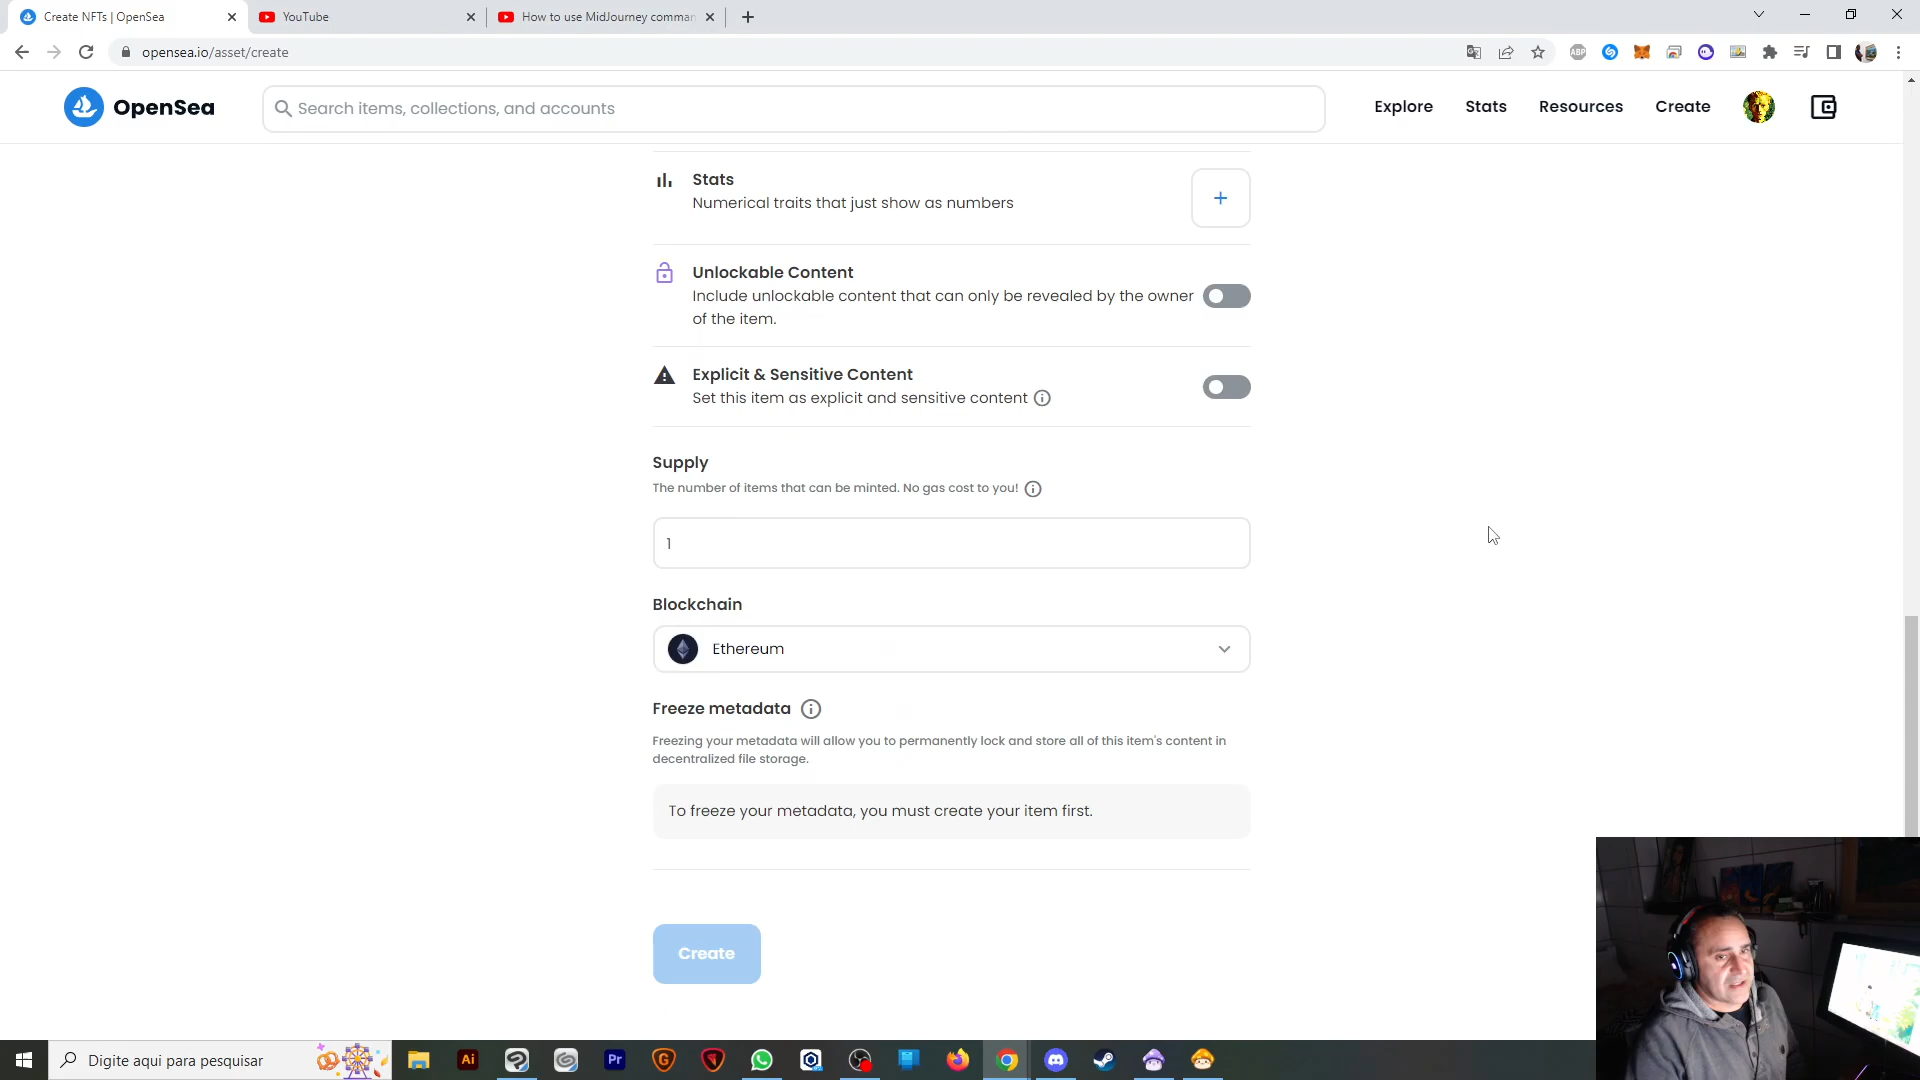 Create NFTs | OpenSea
YouTube
How to use MidJourney comman
opensea.io/asset/create
ABP
OpenSea
Search items, collections, and accounts
Explore
Stats
Resources
Create
Stats
Numerical traits that just show as numbers
Unlockable Content
Include unlockable content that can only be revealed by the owner
of the item.
Explicit & Sensitive Content
Set this item as explicit and sensitive content
Supply
The number of items that can be minted. No gas cost to you!
1
Blockchain
Ethereum
Freeze metadata
Freezing your metadata will allow you to permanently lock and store all of this item's content in
decentralized file storage.
To freeze your metadata, you must create your item first.
Create
Digite aqui para pesquisar
Ai
Pr